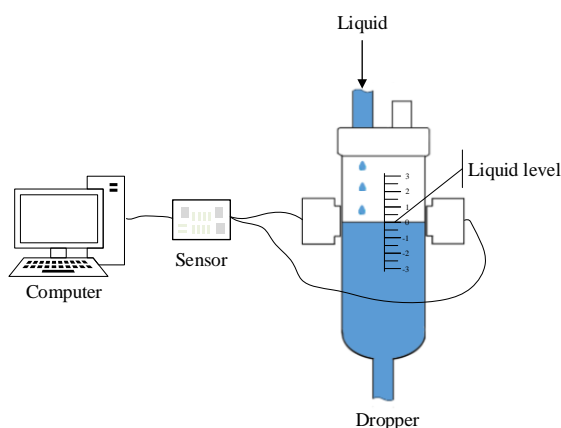 Liquid
3
2
1
0
-1
-2
-3
Liquid level
Sensor
Computer
Dropper